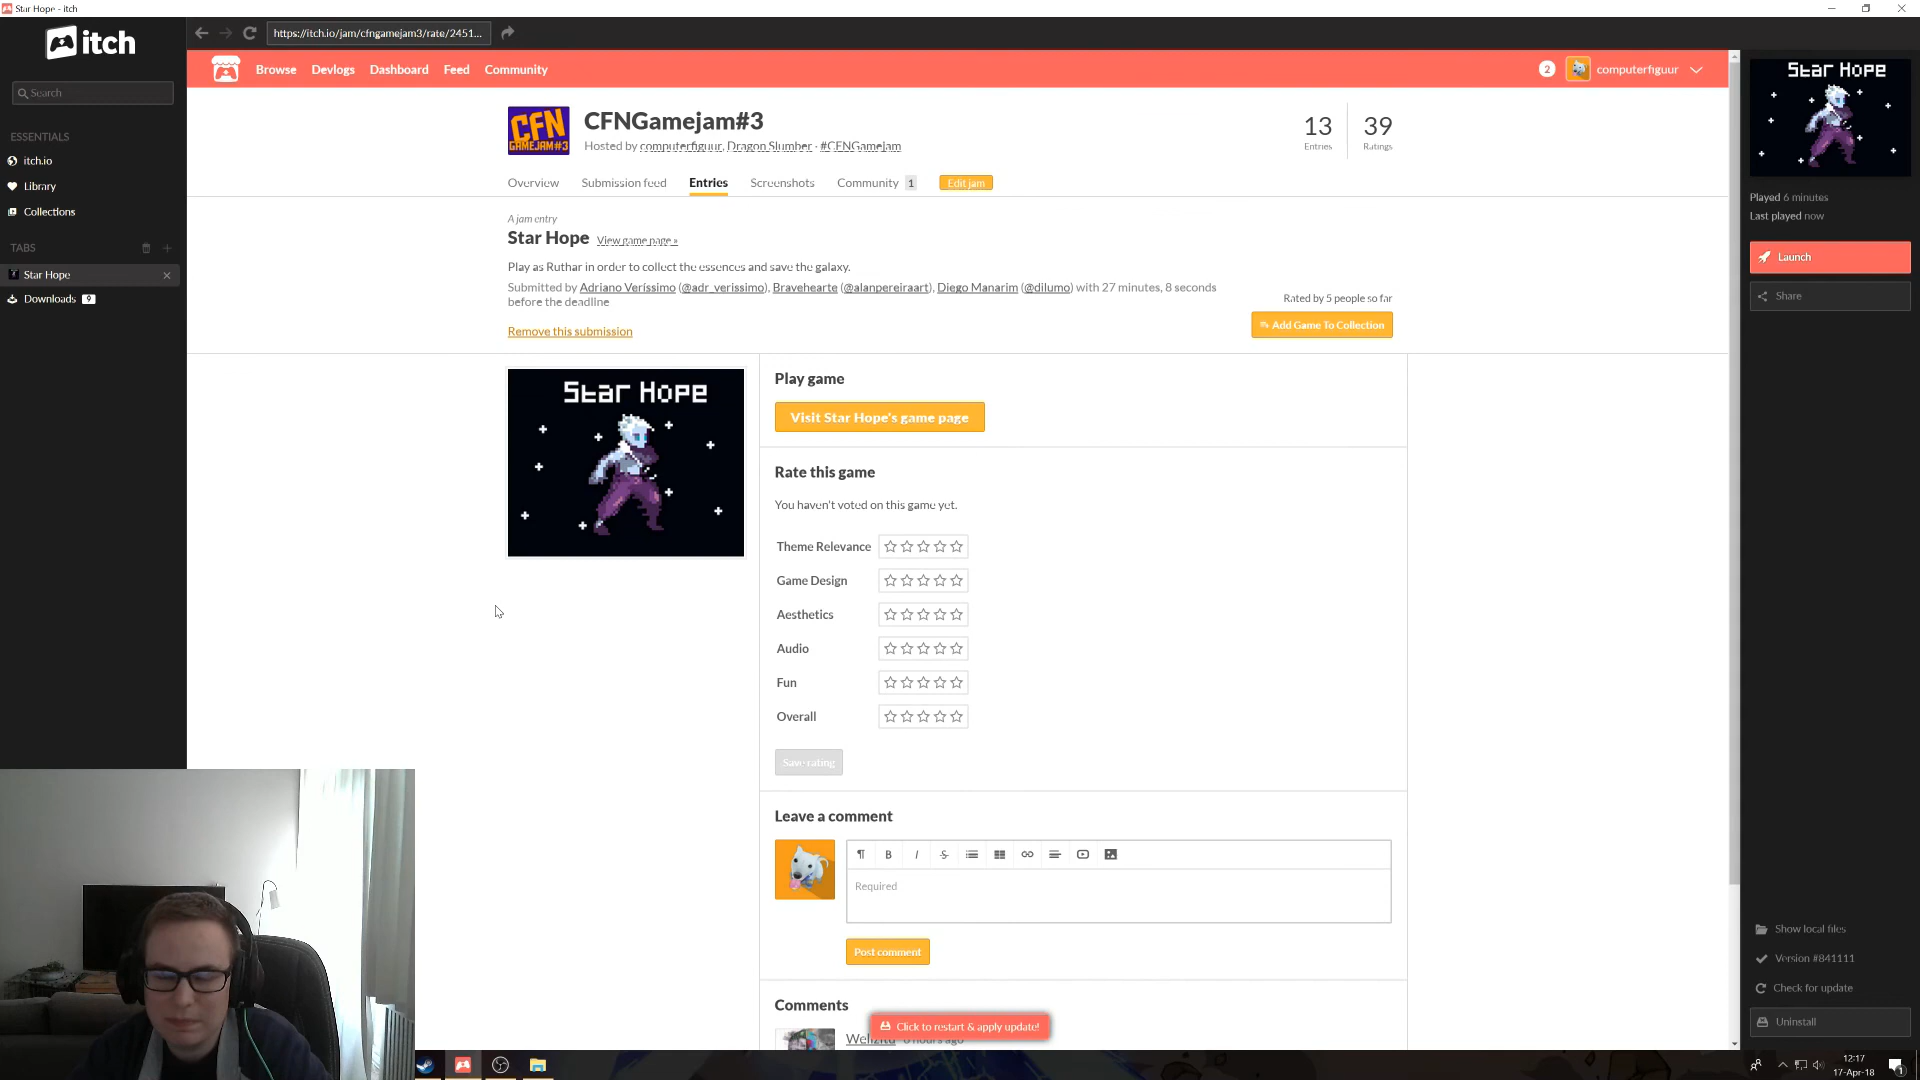 Star Hope - itch
itch
https://itch.io/jam/cfngamejam3/rate/2451...
Search
ESSENTIALS
itch.io
Library
Collections
TABS
Star Hope
Downloads 9
Browse Devlogs Dashboard Feed Community
2 computerfiguur
CFN
GAMEJAM#3
CFNGamejam#3
Hosted by computerfiguur, Dragon Slumber · #CFNGameJam
13
Entries
39
Ratings
Overview Submission feed Entries Screenshots Community 1 Edit jam
A jam entry
Star Hope View game page »
Play as Ruthar in order to collect the essences and save the galaxy.
Submitted by Adriano Veríssimo (@adr_verissimo), Bravehearte (@alanpereiraart), Diego Manarim (@dilumo) with 27 minutes, 8 seconds
before the deadline
Rated by 5 people so far
Add Game To Collection
Remove this submission
Star Hope
Play game
Visit Star Hope's game page
Rate this game
You haven't voted on this game yet.
Theme Relevance
Game Design
Aesthetics
Audio
Fun
Overall
Save rating
Leave a comment
¶ B I S
Required
Post comment
Comments
Click to restart & apply update!
Star Hope
Played 6 minutes
Last played now
Launch
Share
Show local files
Version #841111
Check for update
Uninstall
12:17
17-Apr-18
1